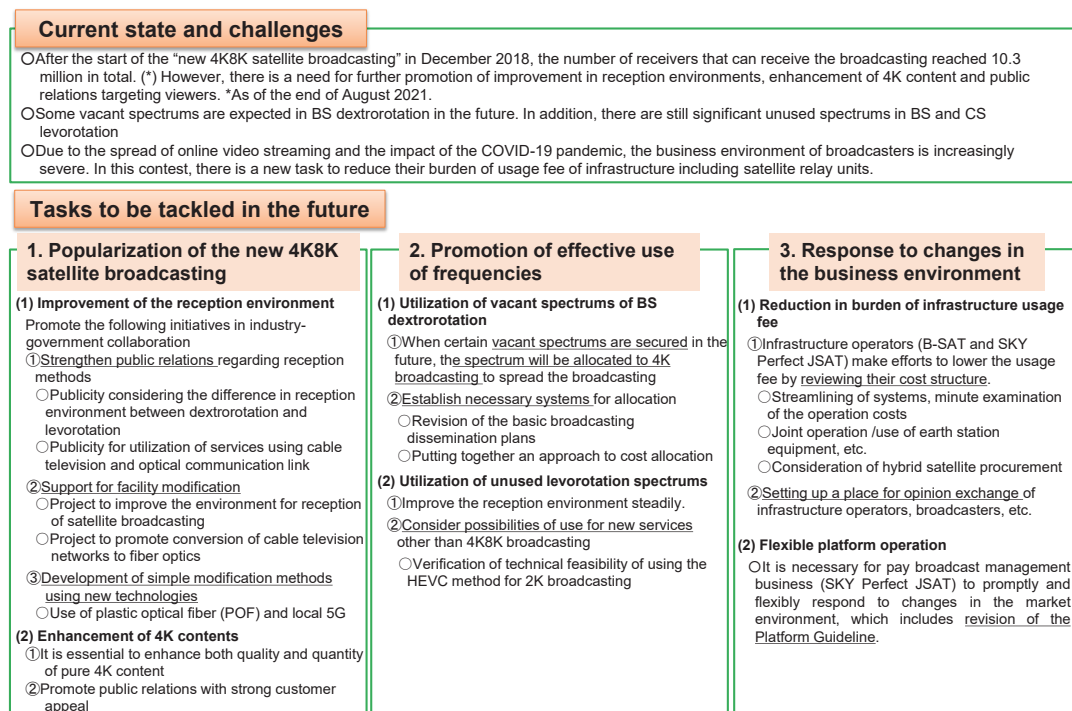 Current state and challenges
〇After the start of the “new 4K8K satellite broadcasting” in December 2018, the number of receivers that can receive the broadcasting reached 10.3
million in total. (*) However, there is a need for further promotion of improvement in reception environments, enhancement of 4K content and public
relations targeting viewers. *As of the end of August 2021.
〇Some vacant spectrums are expected in BS dextrorotation in the future. In addition, there are still significant unused spectrums in BS and CS
levorotation
〇Due to the spread of online video streaming and the impact of the COVID-19 pandemic, the business environment of broadcasters is increasingly
severe. In this contest, there is a new task to reduce their burden of usage fee of infrastructure including satellite relay units.
Tasks to be tackled in the future
1. Popularization of the new 4K8K
satellite broadcasting
(1) Improvement of the reception environment
Promote the following initiatives in industry-
government collaboration
①Strengthen public relations regarding reception
methods
〇Publicity considering the difference in reception
environment between dextrorotation and
levorotation
〇Publicity for utilization of services using cable
television and optical communication link
②Support for facility modification
〇Project to improve the environment for reception
of satellite broadcasting
〇Project to promote conversion of cable television
networks to fiber optics
③Development of simple modification methods
using new technologies
〇Use of plastic optical fiber (POF) and local 5G
(2) Enhancement of 4K contents
①It is essential to enhance both quality and quantity
of pure 4K content
②Promote public relations with strong customer
appeal
2. Promotion of effective use
of frequencies
(1) Utilization of vacant spectrums of BS
dextrorotation
①When certain vacant spectrums are secured in the
future, the spectrum will be allocated to 4K
broadcasting to spread the broadcasting
②Establish necessary systems for allocation
〇Revision of the basic broadcasting
dissemination plans
〇Putting together an approach to cost allocation
(2) Utilization of unused levorotation spectrums
①Improve the reception environment steadily.
②Consider possibilities of use for new services
other than 4K8K broadcasting
〇Verification of technical feasibility of using the
HEVC method for 2K broadcasting
3. Response to changes in
the business environment
(1) Reduction in burden of infrastructure usage
fee
①Infrastructure operators (B-SAT and SKY
Perfect JSAT) make efforts to lower the usage
fee by reviewing their cost structure.
〇Streamlining of systems, minute examination
of the operation costs
〇Joint operation /use of earth station
equipment, etc.
〇Consideration of hybrid satellite procurement
②Setting up a place for opinion exchange of
infrastructure operators, broadcasters, etc.
(2) Flexible platform operation
〇It is necessary for pay broadcast management
business (SKY Perfect JSAT) to promptly and
flexibly respond to changes in the market
environment, which includes revision of the
Platform Guideline.